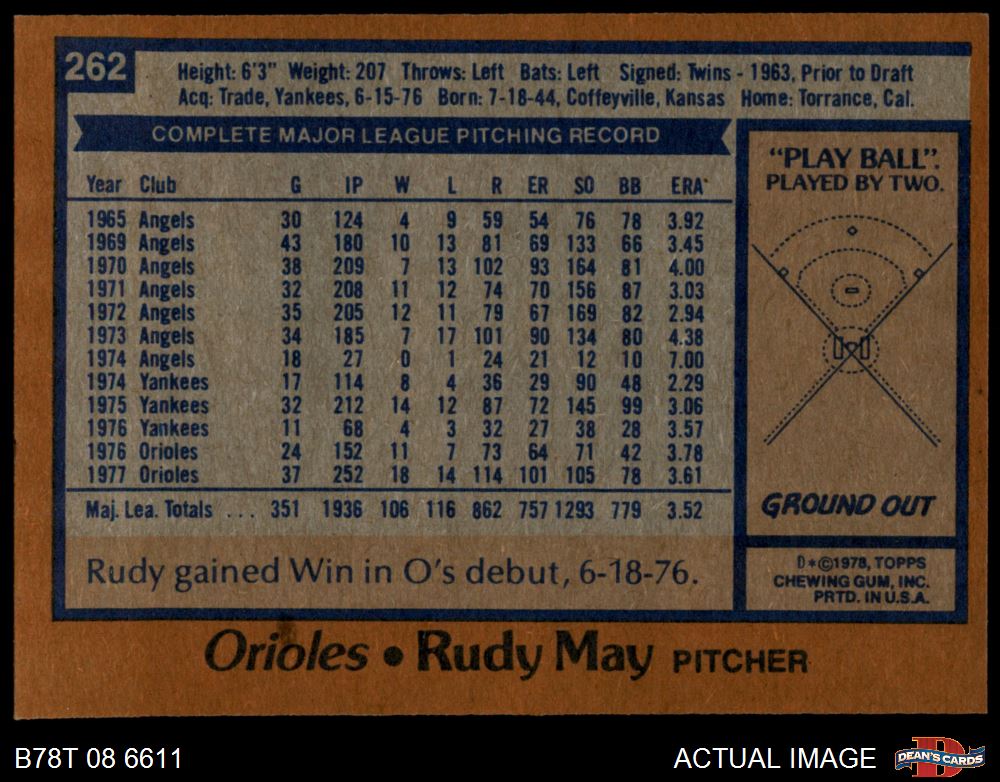 262
Height: 6'3" Weight: 207 Throws: Left Bats: Left Signed: Twins - 1963, Prior to Draft
Acq: Trade, Yankees, 6-15-76 Born: 7-18-44, Coffeyville, Kansas Home: Torrance, Cal.
COMPLETE MAJOR LEAGUE PITCHING RECORD
Year Club G IP W L R ER SO BB ERA
1965 Angels 30 124 4 9 59 54 76 78 3.92
1969 Angels 43 180 10 13 81 69 133 66 3.45
1970 Angels 38 209 7 13 102 93 164 81 4.00
1971 Angels 32 208 11 12 74 70 156 87 3.03
1972 Angels 35 205 12 11 79 67 169 82 2.94
1973 Angels 34 185 7 17 101 90 134 80 4.38
1974 Angels 18 27 0 1 24 21 12 10 7.00
1974 Yankees 17 114 8 4 36 29 90 48 2.29
1975 Yankees 32 212 14 12 87 72 145 99 3.06
1976 Yankees 11 68 4 3 32 27 38 28 3.57
1976 Orioles 24 152 11 7 73 64 71 42 3.78
1977 Orioles 37 252 18 14 114 101 105 78 3.61
Maj. Lea. Totals ... 351 1936 106 116 862 757 1293 779 3.52
Rudy gained Win in O's debut, 6-18-76.
"PLAY BALL".
PLAYED BY TWO.
GROUND OUT
D*©1978, TOPPS
CHEWING GUM, INC.
PRTD. IN U.S.A.
Orioles • Rudy May PITCHER
B78T 08 6611
ACTUAL IMAGE
D
DEAN'S CARDS